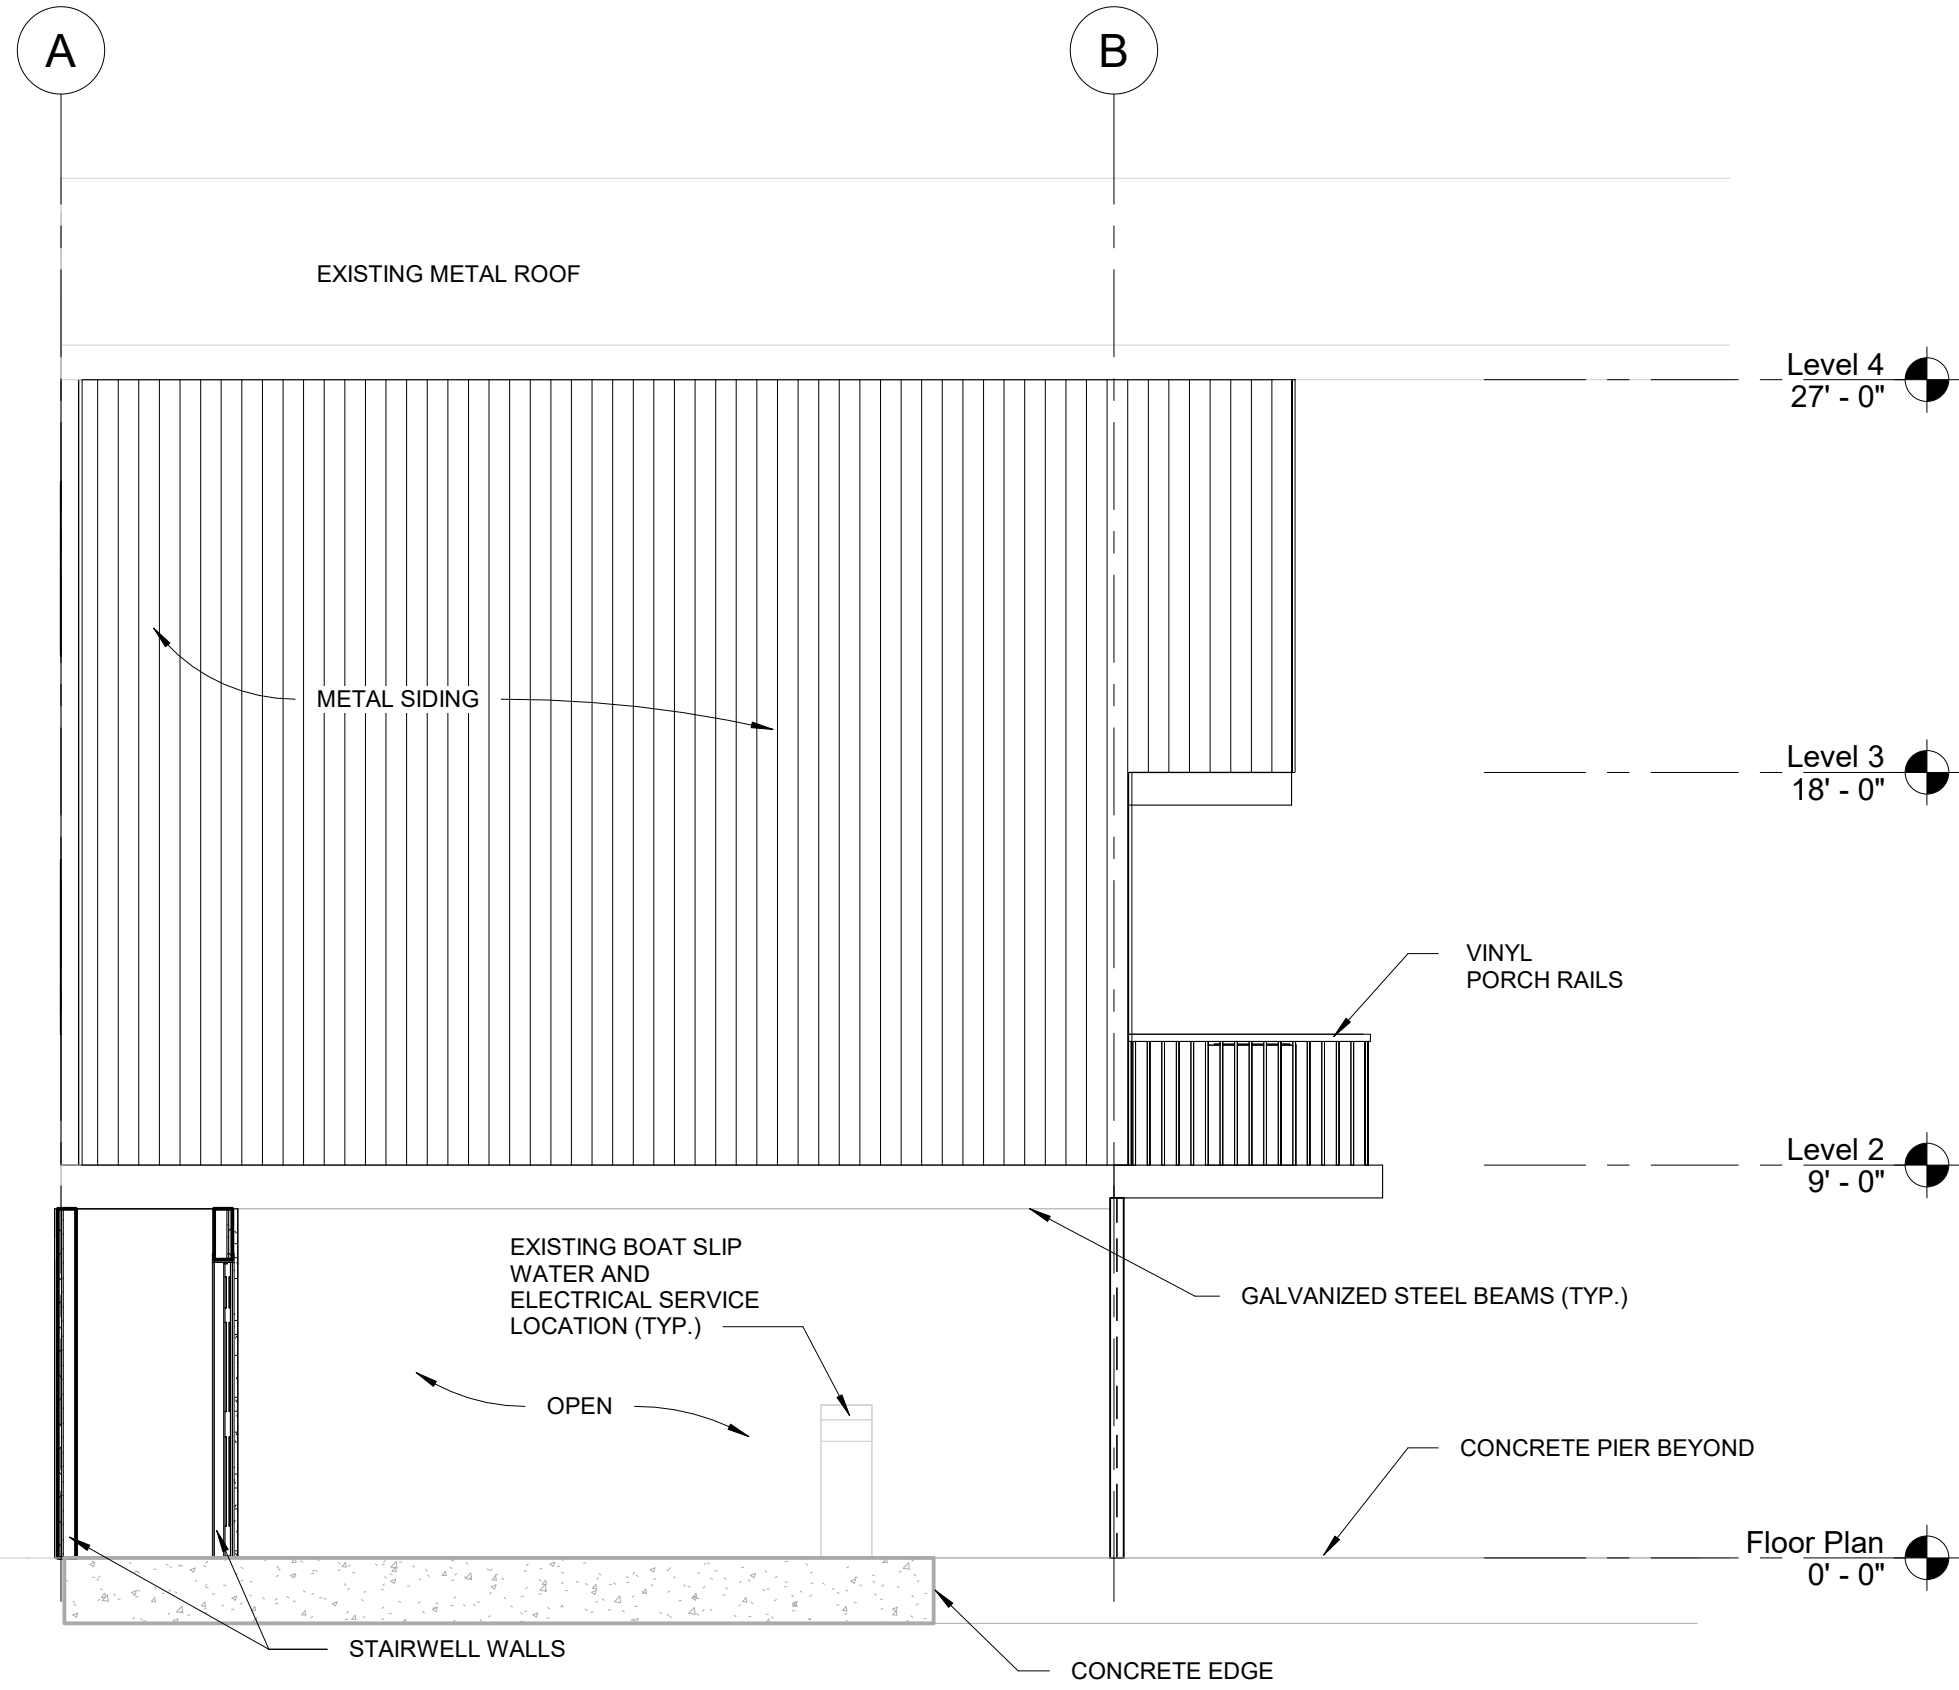 A
B
EXISTING METAL ROOF
Level 4
27' - 0"
METAL SIDING
Level 3
18' - 0"
VINYL
PORCH RAILS
Level 2
9' - 0"
EXISTING BOAT SLIP
WATER AND
ELECTRICAL SERVICE
LOCATION (TYP.)
GALVANIZED STEEL BEAMS (TYP.)
OPEN
CONCRETE PIER BEYOND
Floor Plan
0' - 0"
STAIRWELL WALLS
CONCRETE EDGE